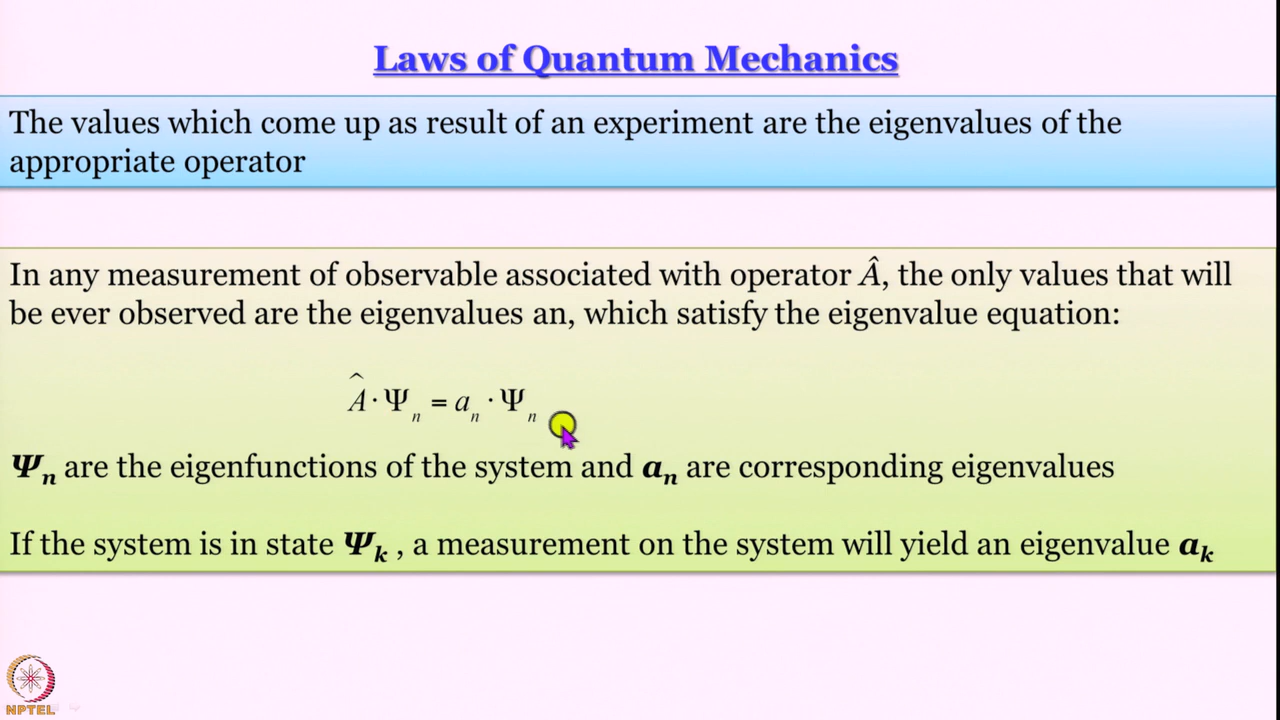 Laws of Quantum Mechanics
The values which come up as result of an experiment are the eigenvalues of the
appropriate operator
In any measurement of observable associated with operator Â, the only values that will
be ever observed are the eigenvalues an, which satisfy the eigenvalue equation:
Â · Ψₙ = aₙ · Ψₙ
Ψₙ are the eigenfunctions of the system and aₙ are corresponding eigenvalues
If the system is in state Ψₖ , a measurement on the system will yield an eigenvalue aₖ
NPTEL